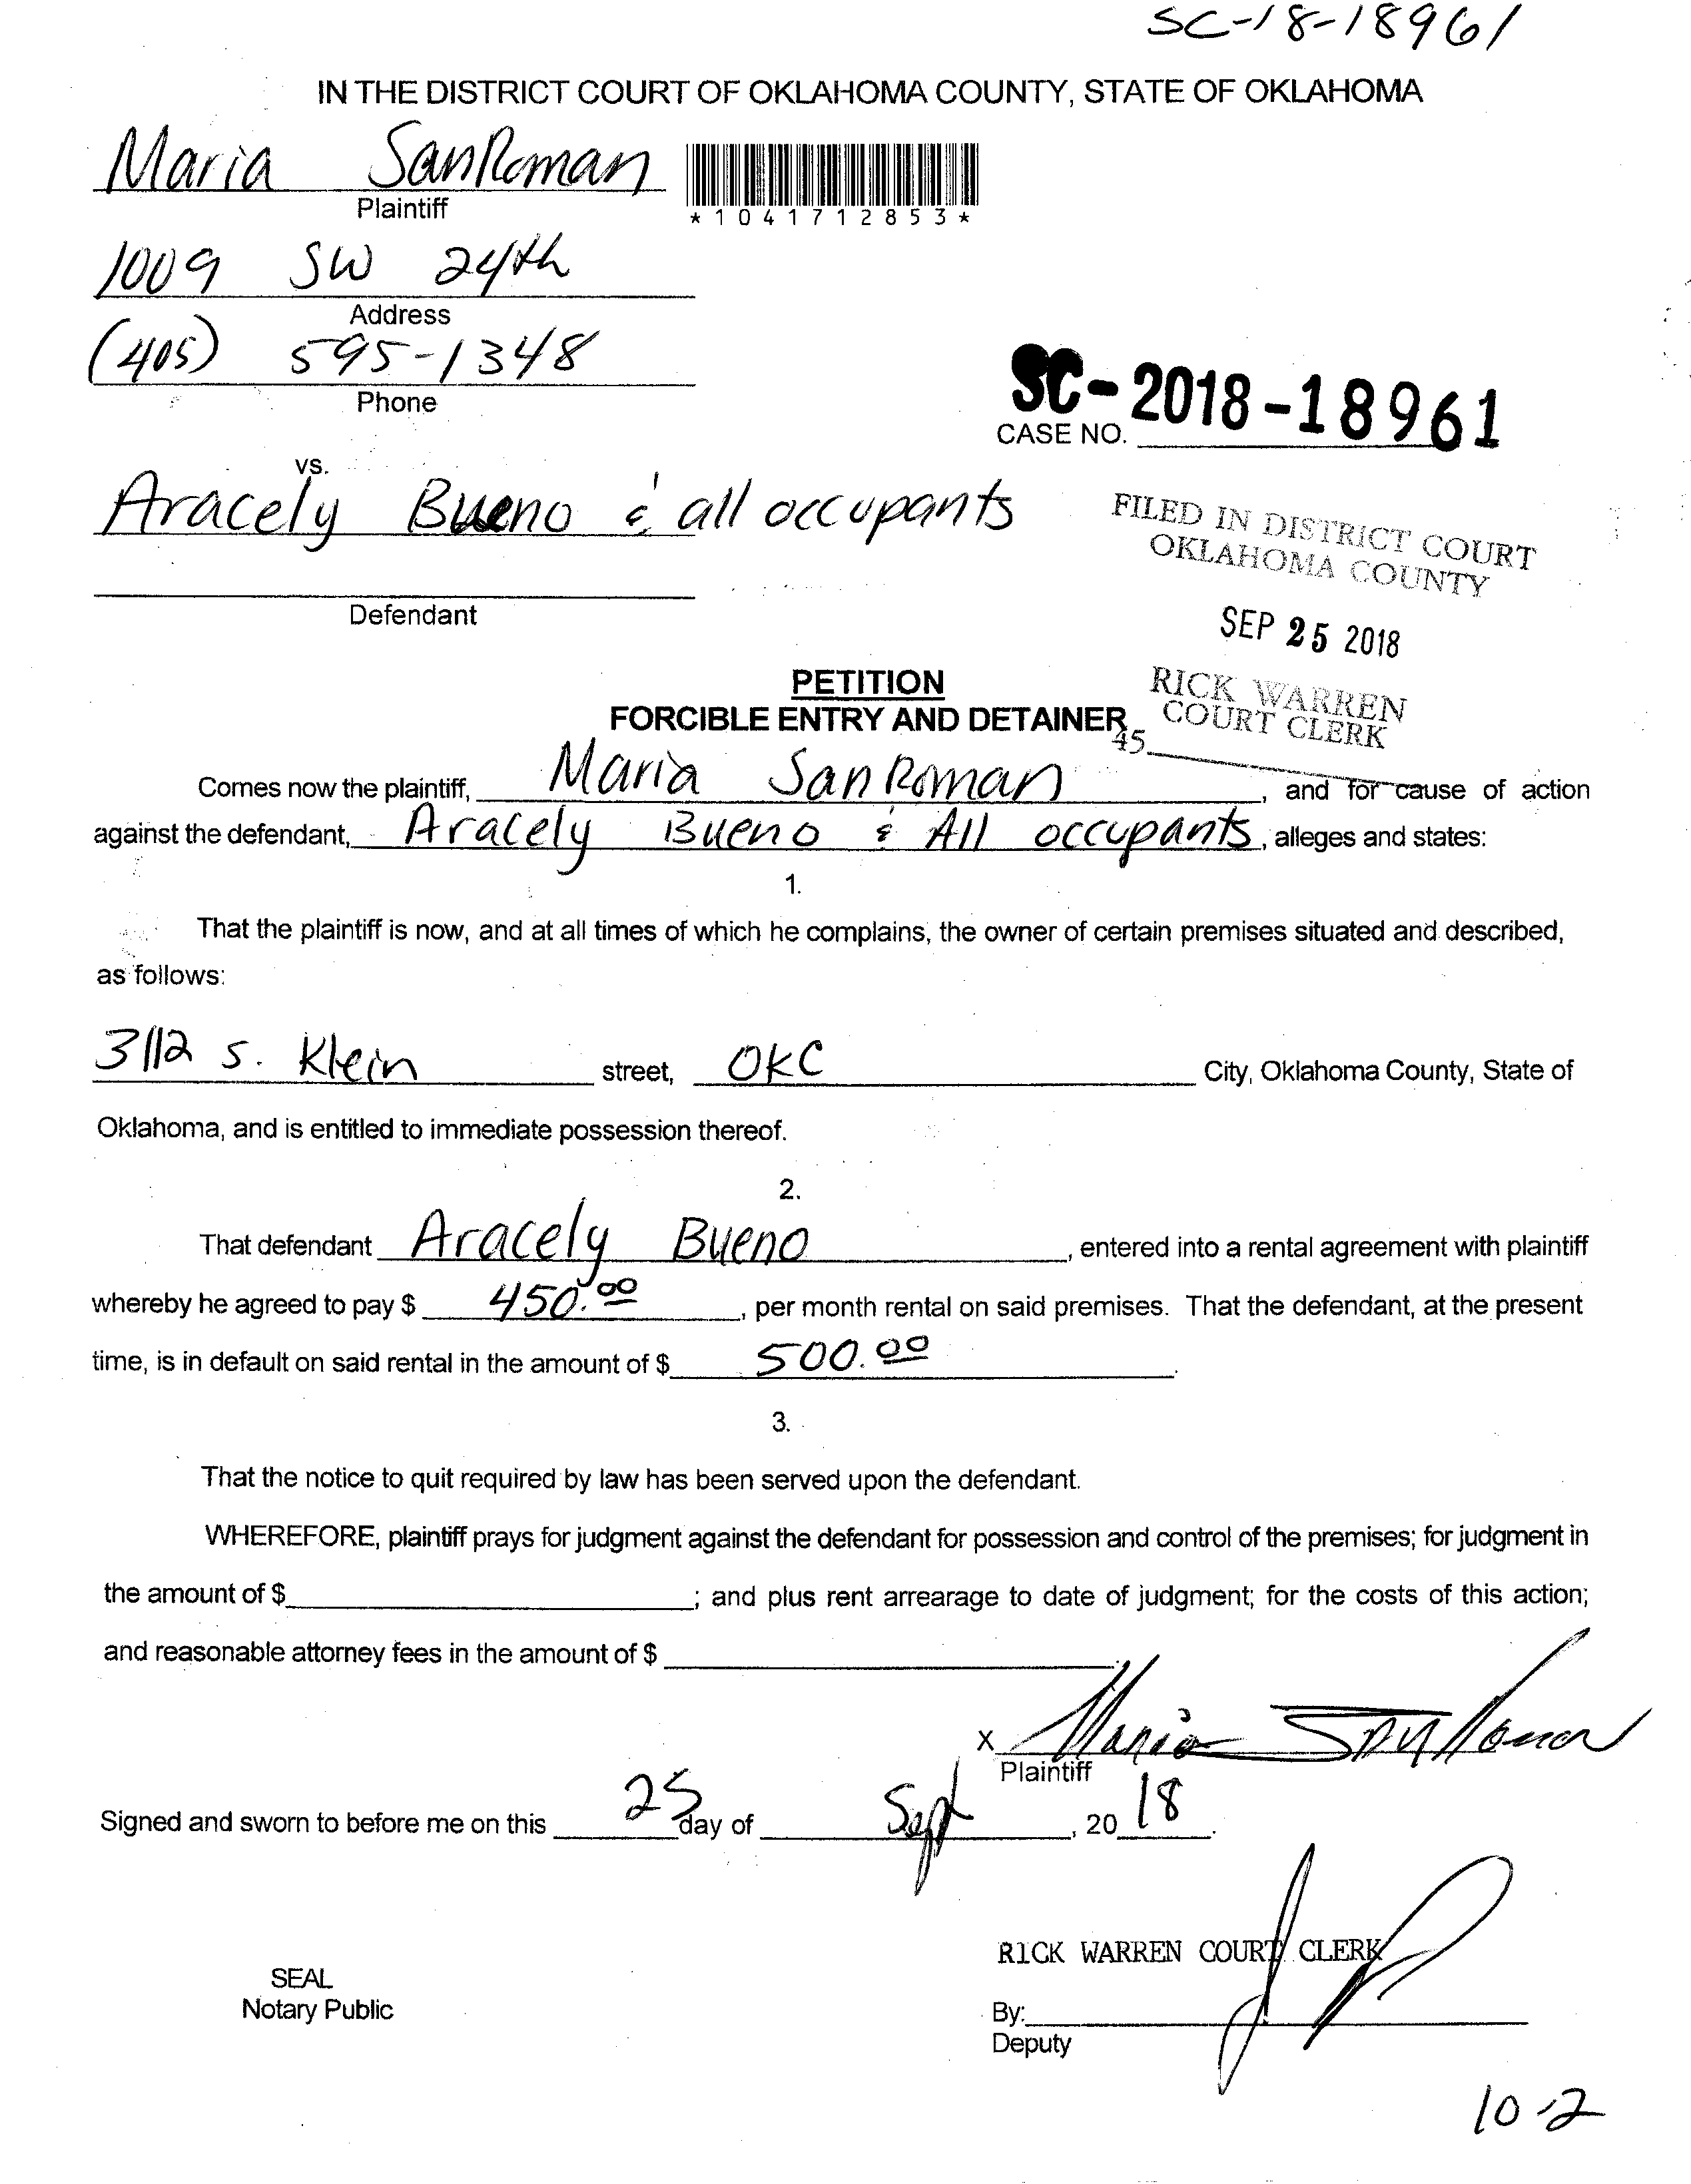 SC-18-18961
IN THE DISTRICT COURT OF OKLAHOMA COUNTY, STATE OF OKLAHOMA
Maria SanRoman
Plaintiff
*1041712853*
1009 SW 24th
Address
(405) 595-1348
Phone
SC-2018-18961
CASE NO.
vs.
Aracely Bueno & all occupants
Defendant
FILED IN DISTRICT COURT
OKLAHOMA COUNTY
SEP 25 2018
RICK WARREN
COURT CLERK
45
PETITION
FORCIBLE ENTRY AND DETAINER
Comes now the plaintiff, Maria SanRoman, and for cause of action
against the defendant, Aracely Bueno & All occupants, alleges and states:
1.
That the plaintiff is now, and at all times of which he complains, the owner of certain premises situated and described,
as follows:
3112 S. Klein street, OKC City, Oklahoma County, State of
Oklahoma, and is entitled to immediate possession thereof.
2.
That defendant Aracely Bueno, entered into a rental agreement with plaintiff
whereby he agreed to pay $ 450.00, per month rental on said premises. That the defendant, at the present
time, is in default on said rental in the amount of $ 500.00.
3.
That the notice to quit required by law has been served upon the defendant.
WHEREFORE, plaintiff prays for judgment against the defendant for possession and control of the premises; for judgment in
the amount of $ ; and plus rent arrearage to date of judgment; for the costs of this action;
and reasonable attorney fees in the amount of $ .
X Maria SanRoman
Plaintiff
Signed and sworn to before me on this 25 day of Sept, 20 18.
RICK WARREN COURT CLERK
SEAL
Notary Public
By:
Deputy
10-2